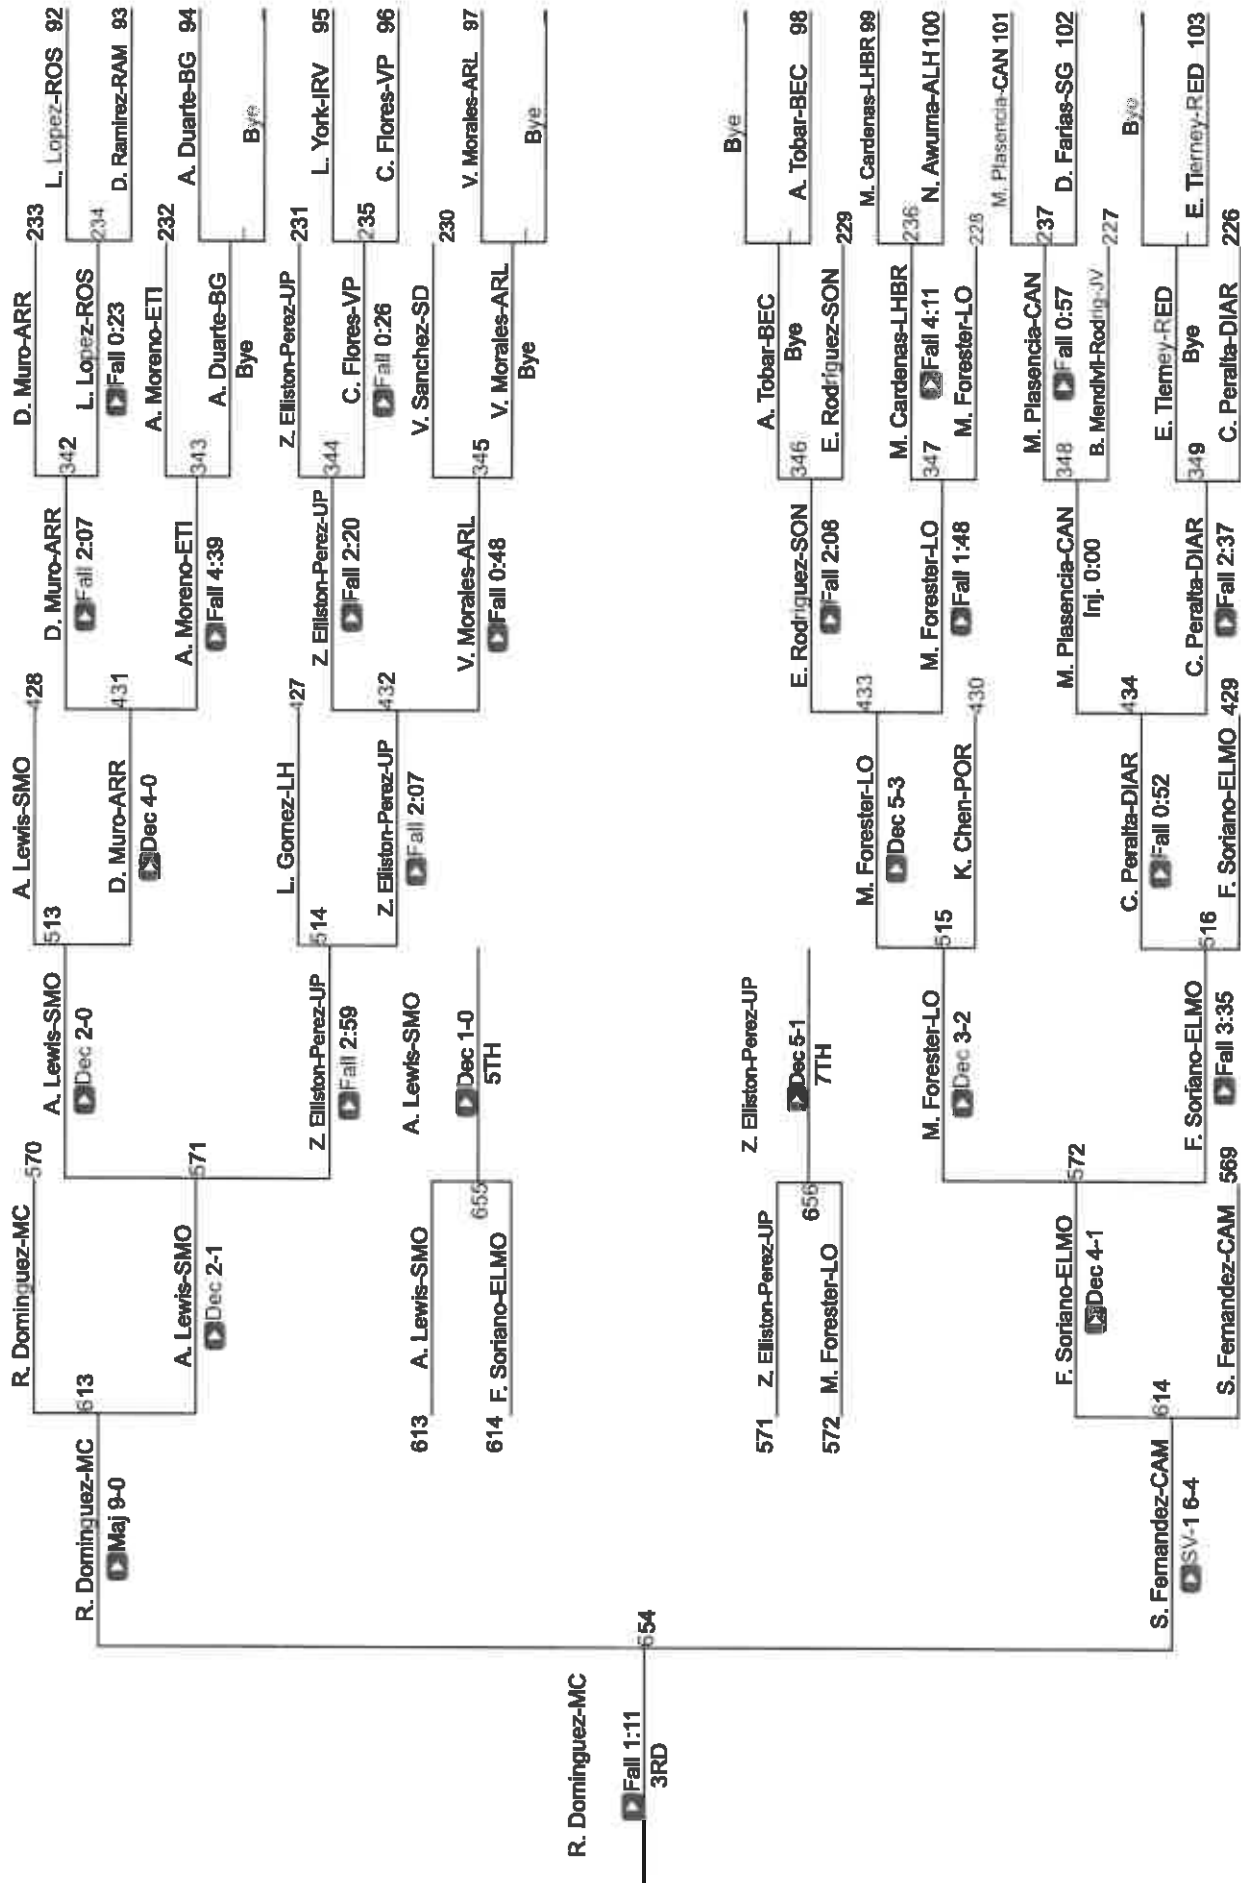 R. Dominguez-MC 570
A. Lewis-SMO 428
D. Muro-ARR 233
L. Lopez-ROS 92
A. Lewis-SMO 513
D. Muro-ARR 342
R. Dominguez-MC 613
Dec 2-0
Fall 2:07
L. Lopez-ROS 234
Maj 9-0
D. Muro-ARR 431
Fall 0:23
D. Ramirez-RAM 93
Dec 4-0
A. Moreno-ETI 232
A. Lewis-SMO 571
A. Moreno-ETI 343
A. Duarte-BG 94
Dec 2-1
Fall 4:39
A. Duarte-BG
Bye
Bye
L. Gomez-LH 427
Z. Elliston-Perez-UP 231
Z. Elliston-Perez-UP 514
Z. Elliston-Perez-UP 344
L. York-IRV 95
Fall 2:59
Fall 2:20
C. Flores-VP 235
Z. Elliston-Perez-UP 432
Fall 0:26
C. Flores-VP 96
A. Lewis-SMO
Fall 2:07
613 A. Lewis-SMO
V. Sanchez-SD 230
Dec 1-0
655
V. Morales-ARL 345
V. Morales-ARL 97
5TH
Fall 0:48
614 F. Soriano-ELMO
V. Morales-ARL
Bye
Bye
R. Dominguez-MC
Fall 1:11 654
3RD
Z. Elliston-Perez-UP
Bye
571 Z. Elliston-Perez-UP
A. Tobar-BEC
Dec 5-1
656
E. Rodriguez-SON 346
Bye
A. Tobar-BEC 98
7TH
Fall 2:08
E. Rodriguez-SON 229
572 M. Forester-LO
M. Forester-LO 433
M. Cardenas-LHBR 99
Dec 5-3
M. Cardenas-LHBR 236
M. Forester-LO 515
M. Forester-LO 347
Fall 4:11
N. Awuma-ALH 100
Dec 3-2
K. Chen-POR 430
Fall 1:48
M. Forester-LO 228
M. Plasencia-CAN 101
F. Soriano-ELMO 572
M. Plasencia-CAN 348
M. Plasencia-CAN 237
D. Farias-SG 102
Dec 4-1
Inj. 0:00
Fall 0:57
B. Mendivil-Rodrig-JV 227
C. Peralta-DIAR 434
Bye
S. Fernandez-CAM 614
Fall 0:52
E. Tierney-RED
SV-1 6-4
F. Soriano-ELMO 516
C. Peralta-DIAR 349
Bye
E. Tierney-RED 103
Fall 3:35
Fall 2:37
S. Fernandez-CAM 569
F. Soriano-ELMO 429
C. Peralta-DIAR 226